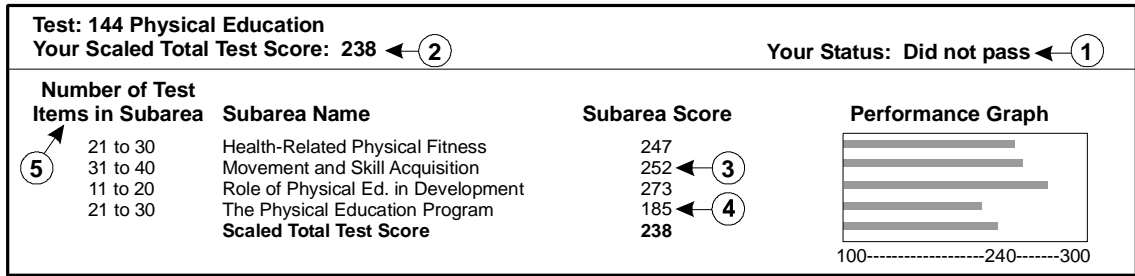 Test: 144 Physical Education
Your Scaled Total Test Score: 238 2
Your Status: Did not pass 1
Number of Test
Items in Subarea Subarea Name Subarea Score Performance Graph
21 to 30 Health-Related Physical Fitness 247
5 31 to 40 Movement and Skill Acquisition 252 3
11 to 20 Role of Physical Ed. in Development 273
21 to 30 The Physical Education Program 185 4
Scaled Total Test Score 238
100-------------------240-------300